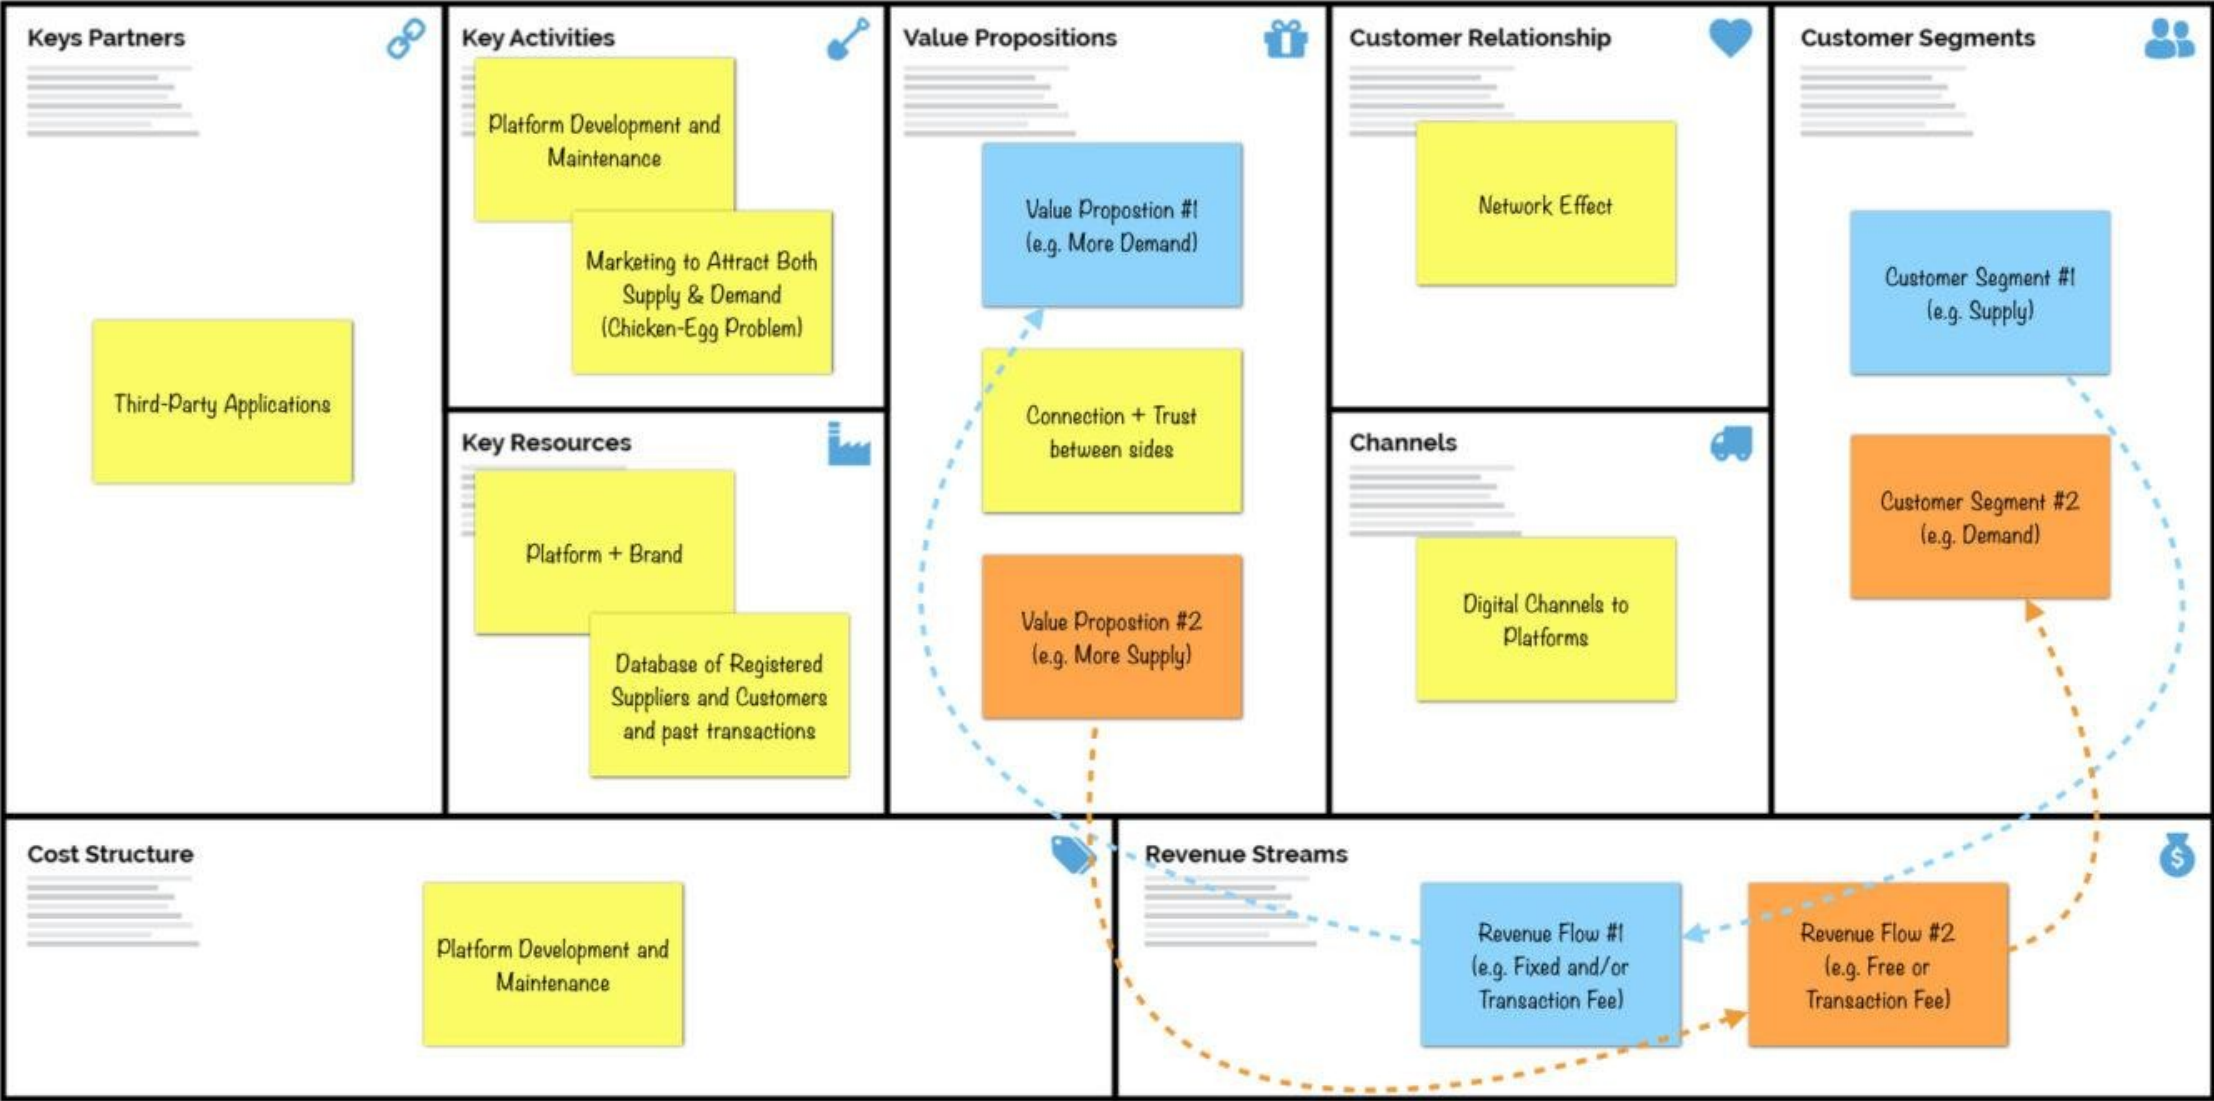 Keys Partners
Third-Party Applications
Key Activities
Platform Development and
Maintenance
Marketing to Attract Both
Supply & Demand
(Chicken-Egg Problem)
Key Resources
Platform + Brand
Database of Registered
Suppliers and Customers
and past transactions
Value Propositions
Value Propostion #1
(e.g. More Demand)
Connection + Trust
between sides
Value Propostion #2
(e.g. More Supply)
Customer Relationship
Network Effect
Channels
Digital Channels to
Platforms
Customer Segments
Customer Segment #1
(e.g. Supply)
Customer Segment #2
(e.g. Demand)
Cost Structure
Platform Development and
Maintenance
Revenue Streams
Revenue Flow #1
(e.g. Fixed and/or
Transaction Fee)
Revenue Flow #2
(e.g. Free or
Transaction Fee)
$